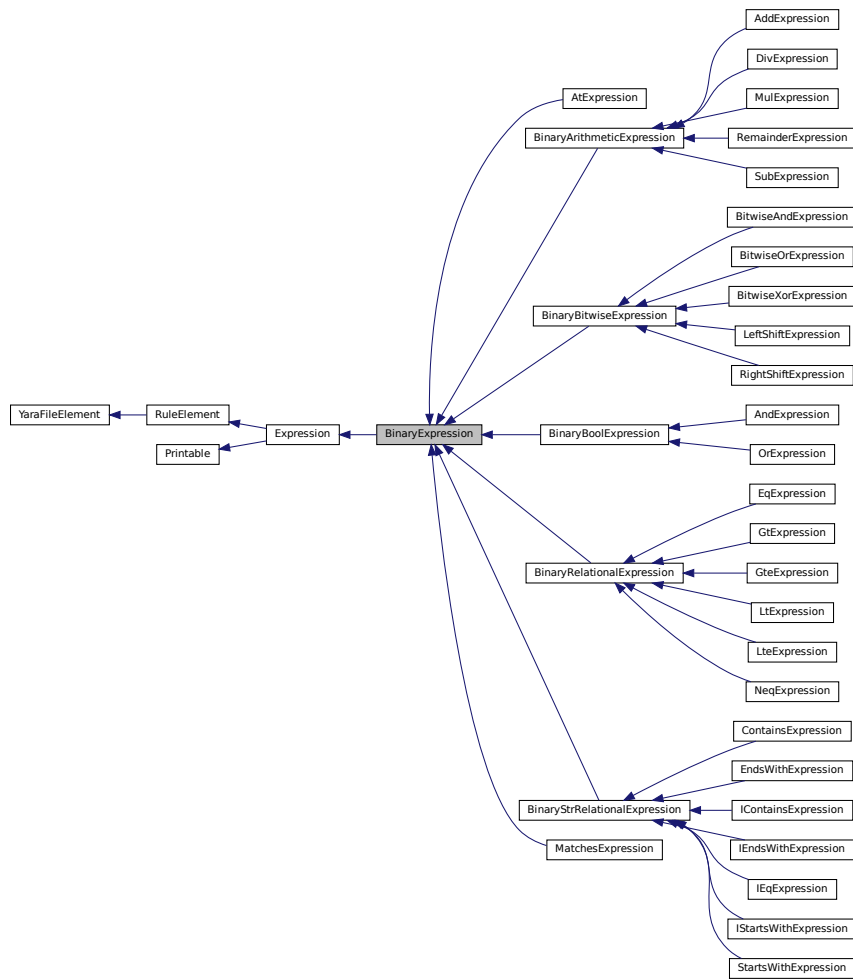 AddExpression
DivExpression
AtExpression
MulExpression
BinaryArithmeticExpression
RemainderExpression
SubExpression
BitwiseAndExpression
BitwiseOrExpression
BitwiseXorExpression
BinaryBitwiseExpression
LeftShiftExpression
RightShiftExpression
YaraFileElement
RuleElement
AndExpression
Expression
BinaryExpression
BinaryBoolExpression
Printable
OrExpression
EqExpression
GtExpression
BinaryRelationalExpression
GteExpression
LtExpression
LteExpression
NeqExpression
ContainsExpression
EndsWithExpression
BinaryStrRelationalExpression
IContainsExpression
MatchesExpression
IEndsWithExpression
IEqExpression
IStartsWithExpression
StartsWithExpression